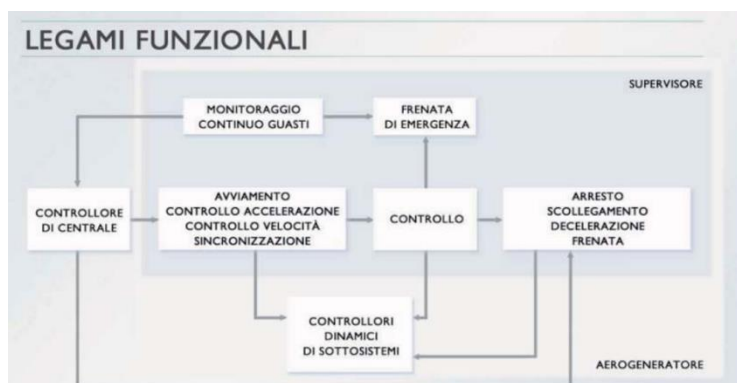 LEGAMI FUNZIONALI
SUPERVISORE
MONITORAGGIO
CONTINUO GUASTI
FRENATA
DI EMERGENZA
CONTROLLORE
DI CENTRALE
AVVIAMENTO
CONTROLLO ACCELERAZIONE
CONTROLLO VELOCITÀ
SINCRONIZZAZIONE
CONTROLLO
ARRESTO
SCOLLEGAMENTO
DECELERAZIONE
FRENATA
CONTROLLORI
DINAMICI
DI SOTTOSISTEMI
AEROGENERATORE